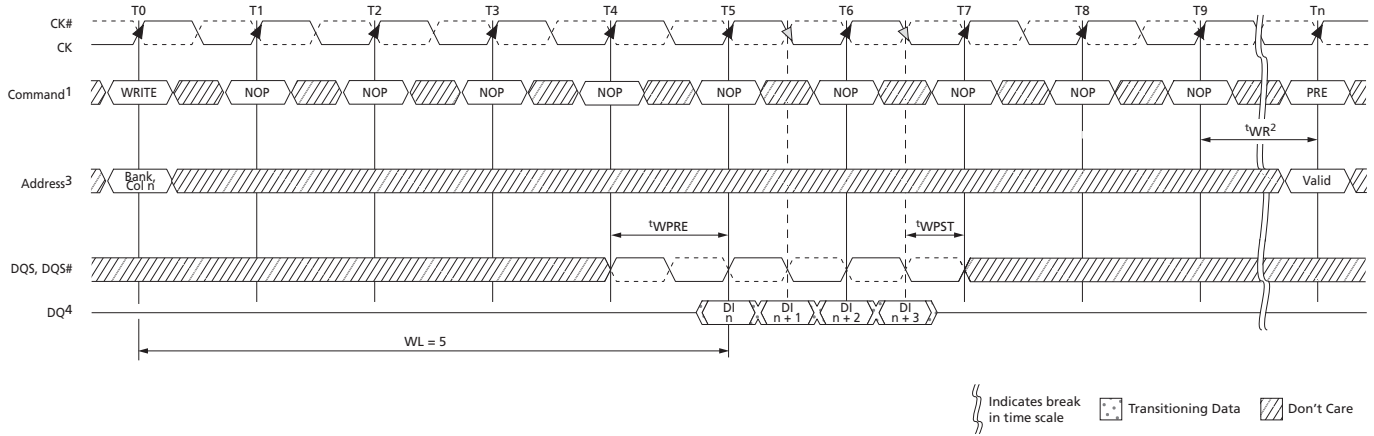 T0 T1 T2 T3 T4 T5 T6 T7 T8 T9 Tn
CK#
CK
Command1 WRITE NOP NOP NOP NOP NOP NOP NOP NOP NOP PRE
tWR2
Address3 Bank, Col n Valid
tWPRE tWPST
DQS, DQS#
DQ4 DI n DI n + 1 DI n + 2 DI n + 3
WL = 5
Indicates break in time scale
Transitioning Data
Don't Care